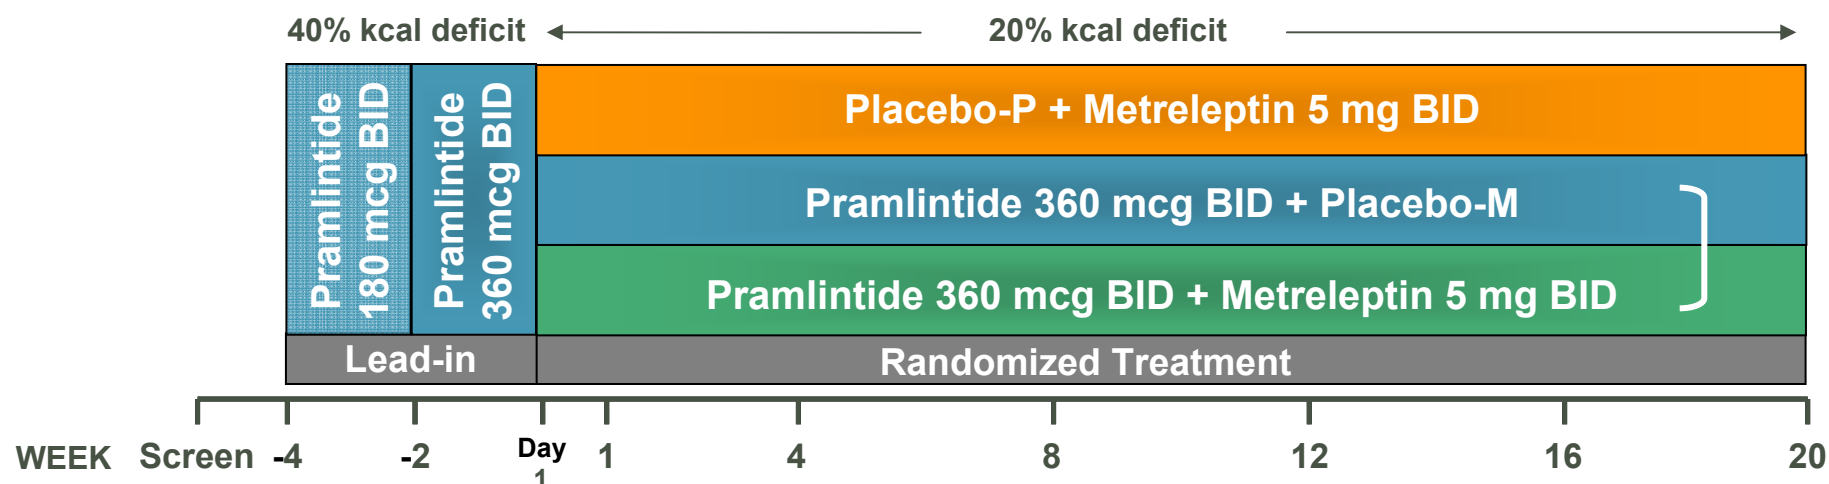 40% kcal deficit
20% kcal deficit
Pramlintide
180 mcg BID
Pramlintide
360 mcg BID
Placebo-P + Metreleptin 5 mg BID
Pramlintide 360 mcg BID + Placebo-M
Pramlintide 360 mcg BID + Metreleptin 5 mg BID
Lead-in
Randomized Treatment
WEEK Screen -4 -2 Day 1 1 4 8 12 16 20